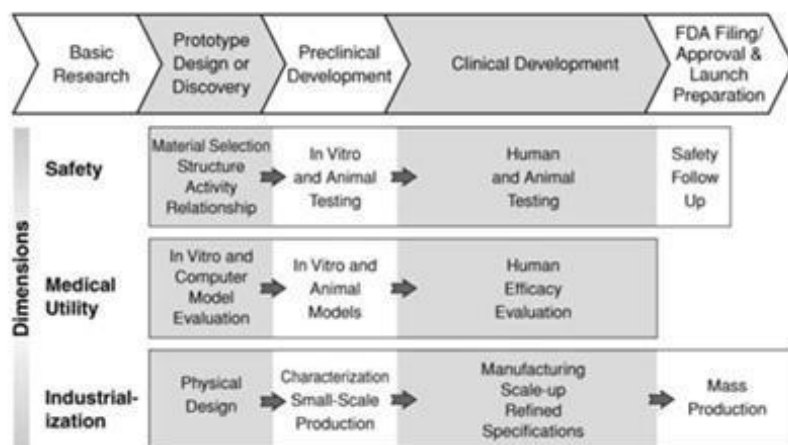 Basic
Research
Prototype
Design or
Discovery
Preclinical
Development
Clinical Development
FDA Filing/
Approval &
Launch
Preparation
Dimensions
Safety
Material Selection
Structure
Activity
Relationship
In Vitro
and Animal
Testing
Human
and Animal
Testing
Safety
Follow
Up
Medical
Utility
In Vitro and
Computer
Model
Evaluation
In Vitro and
Animal
Models
Human
Efficacy
Evaluation
Industrial-
ization
Physical
Design
Characterization
Small-Scale
Production
Manufacturing
Scale-up
Refined
Specifications
Mass
Production